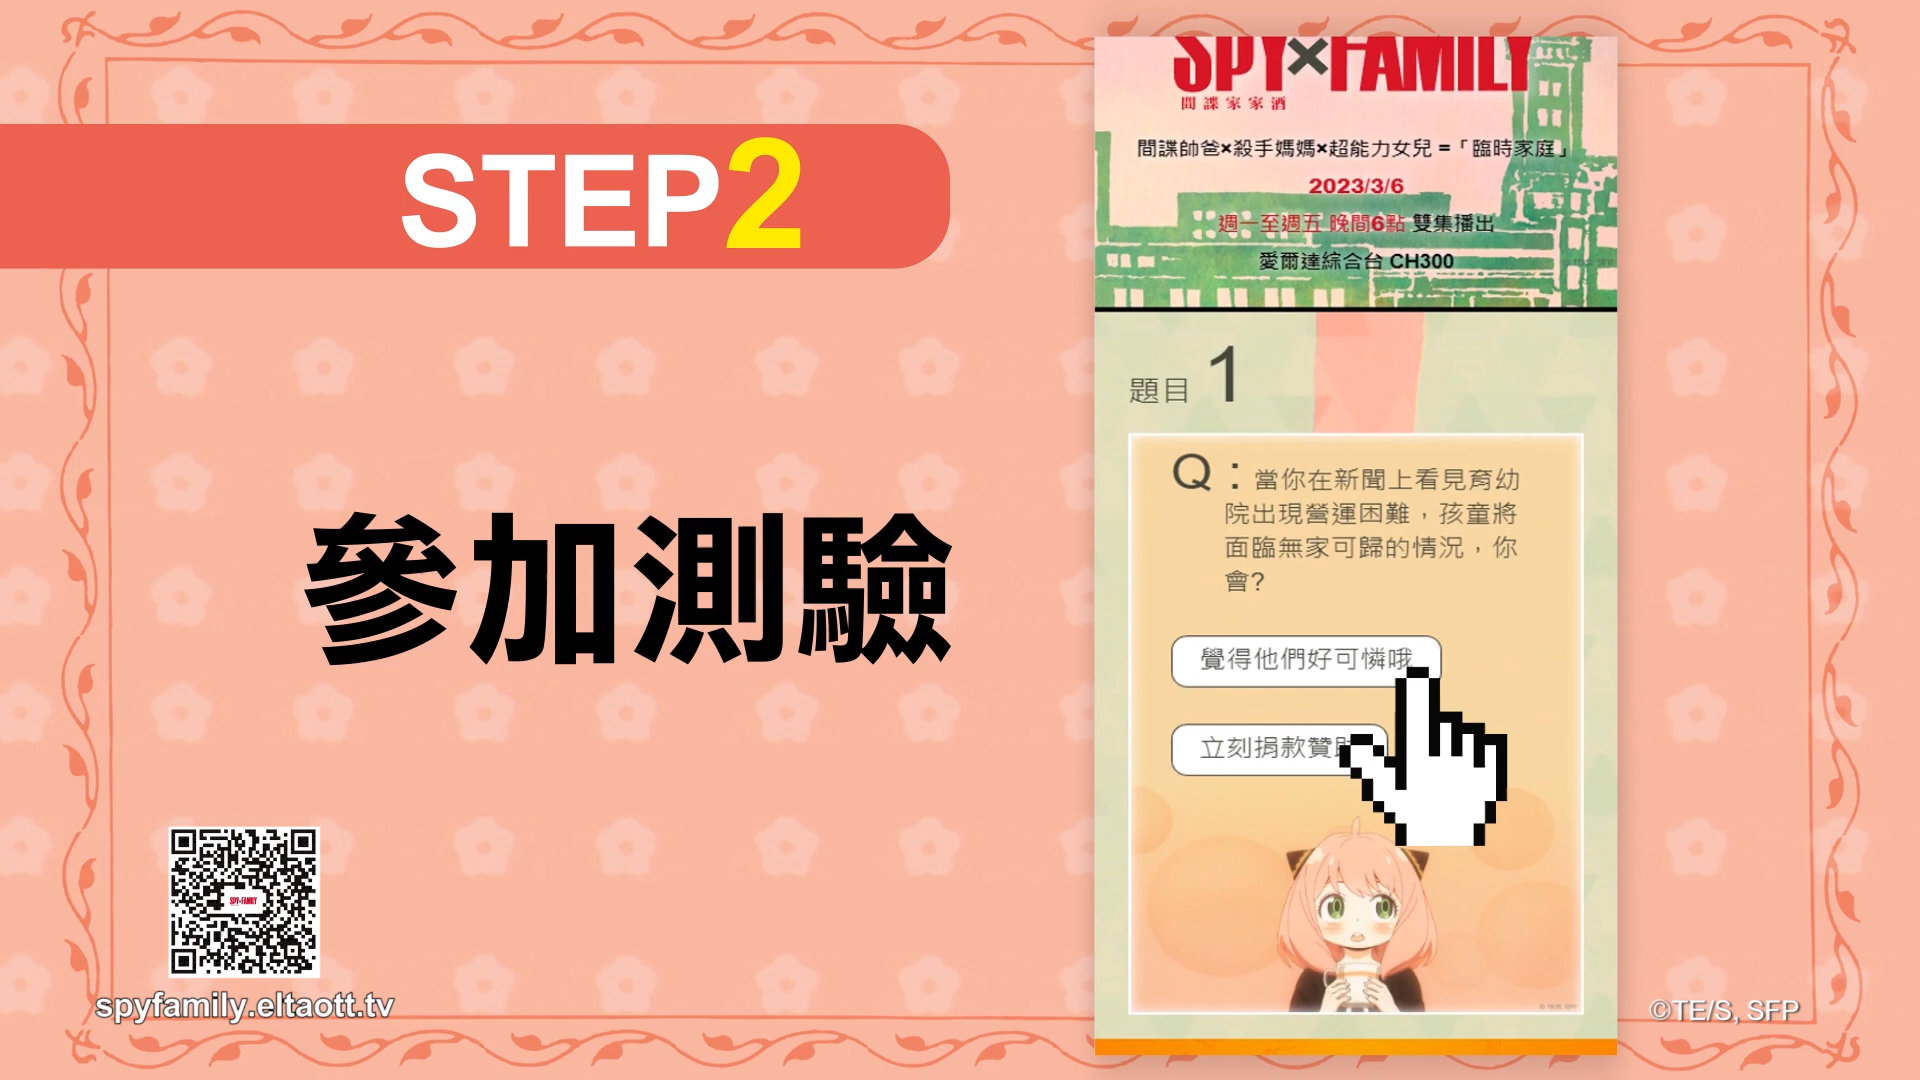 STEP2
參加測驗
spyfamily.eltaott.tv
SPY×FAMILY
SPY×FAMILY
間諜家家酒
間諜帥爸×殺手媽媽×超能力女兒 =「臨時家庭」
2023/3/6
週一至週五 晚間6點 雙集播出
愛爾達綜合台 CH300
題目 1
Q：當你在新聞上看見育幼
院出現營運困難，孩童將
面臨無家可歸的情況，你
會?
覺得他們好可憐哦
立刻捐款贊
©TE/S, SFP